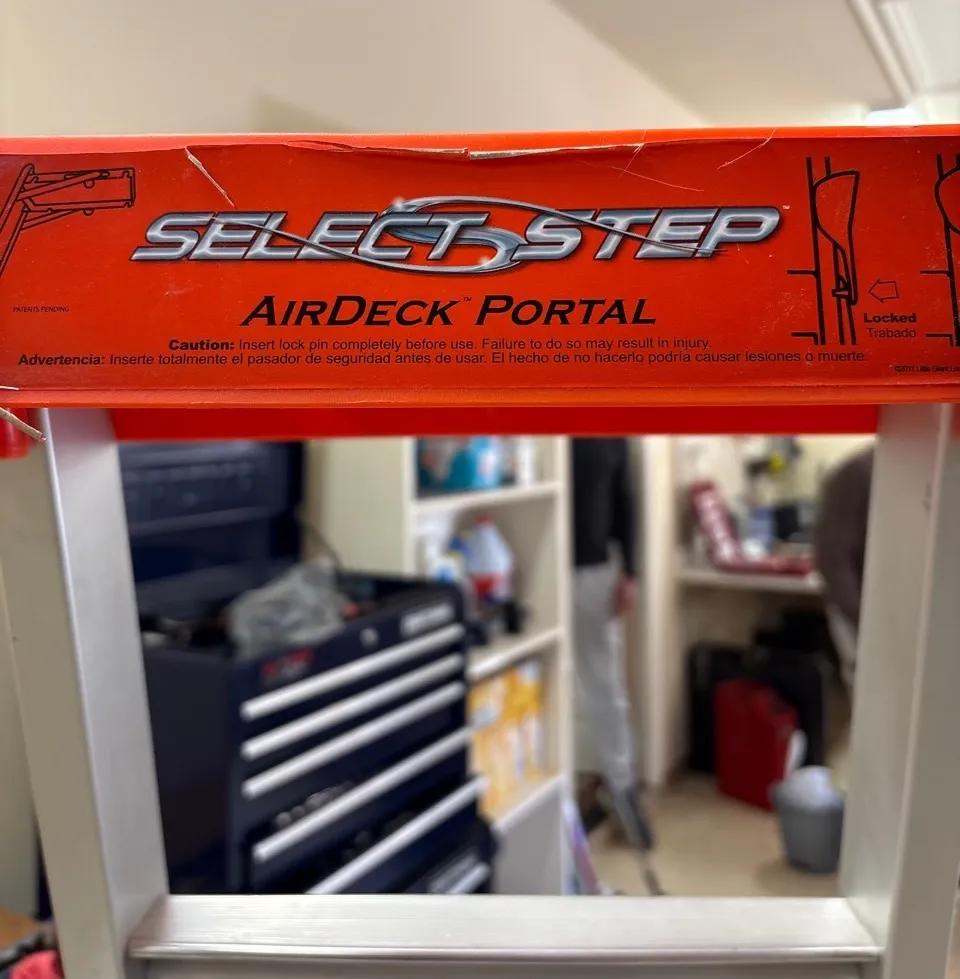 SELECT STEP™
AIRDECK™ PORTAL
PATENTS PENDING
Caution: Insert lock pin completely before use. Failure to do so may result in injury.
Advertencia: Inserte totalmente el pasador de seguridad antes de usar. El hecho de no hacerlo podría causar lesiones o muerte.
Locked
Trabado